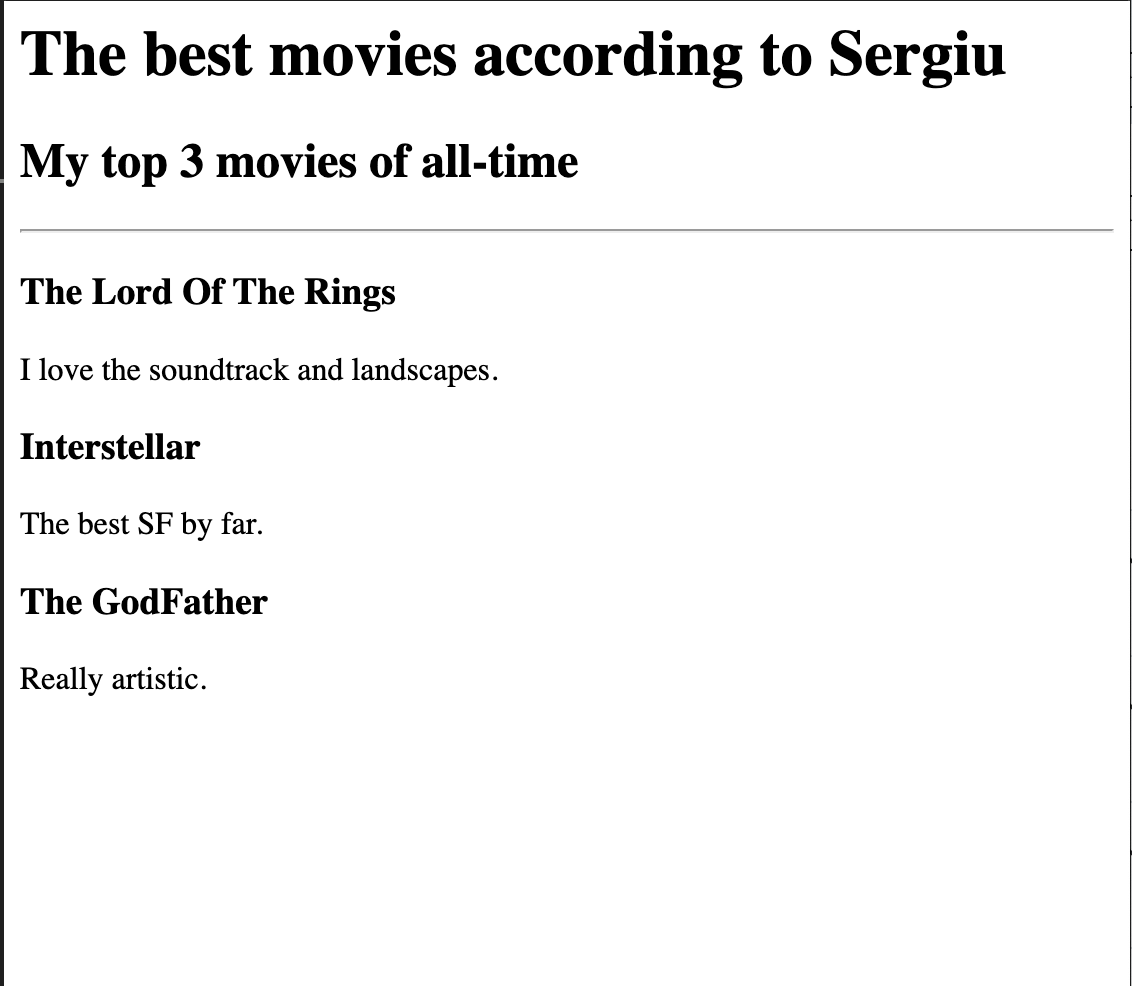 The best movies according to Sergiu
My top 3 movies of all-time
The Lord Of The Rings
I love the soundtrack and landscapes.
Interstellar
The best SF by far.
The GodFather
Really artistic.